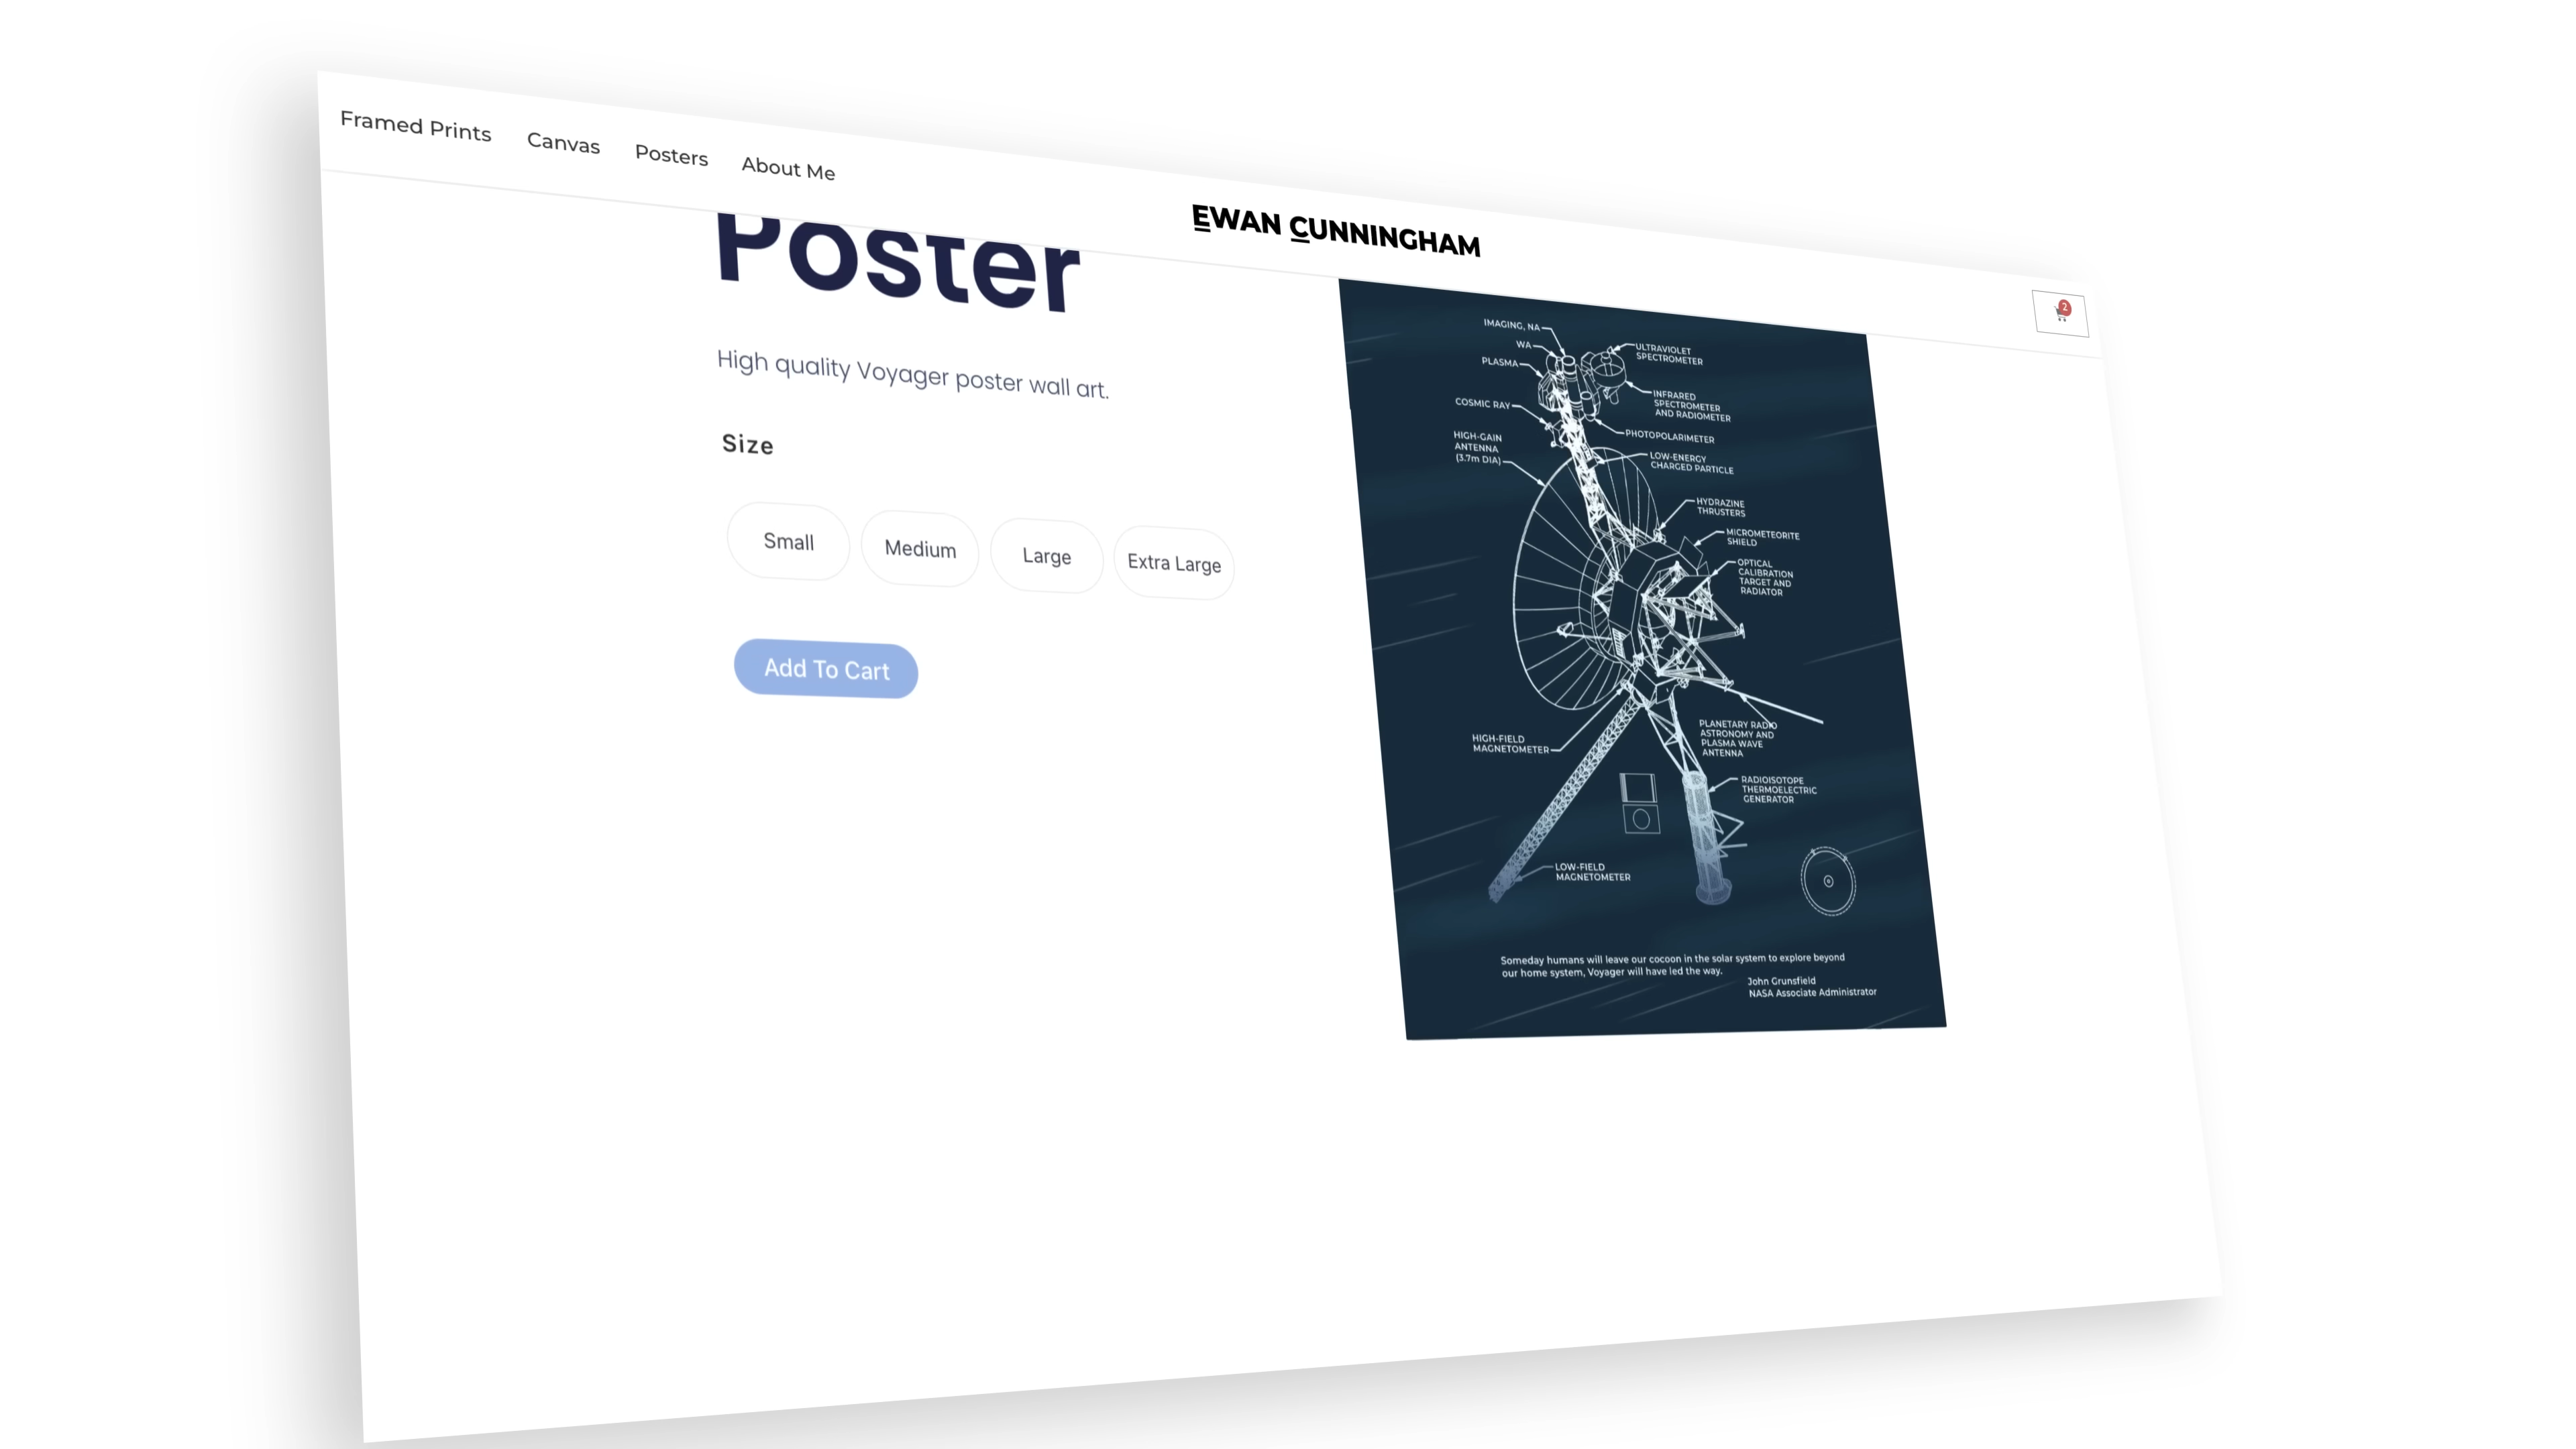 Framed Prints
Canvas
Posters
About Me
EWAN CUNNINGHAM
2
Poster
High quality Voyager poster wall art.
Size
Small
Medium
Large
Extra Large
Add To Cart
IMAGING, NA
WA
PLASMA
COSMIC RAY
HIGH-GAIN
ANTENNA
(3.7m DIA)
ULTRAVIOLET
SPECTROMETER
INFRARED
SPECTROMETER
AND RADIOMETER
PHOTOPOLARIMETER
LOW-ENERGY
CHARGED PARTICLE
HYDRAZINE
THRUSTERS
MICROMETEORITE
SHIELD
OPTICAL
CALIBRATION
TARGET AND
RADIATOR
HIGH-FIELD
MAGNETOMETER
PLANETARY RADIO
ASTRONOMY AND
PLASMA WAVE
ANTENNA
RADIOISOTOPE
THERMOELECTRIC
GENERATOR
LOW-FIELD
MAGNETOMETER
Someday humans will leave our cocoon in the solar system to explore beyond
our home system, Voyager will have led the way.
John Grunsfield
NASA Associate Administrator